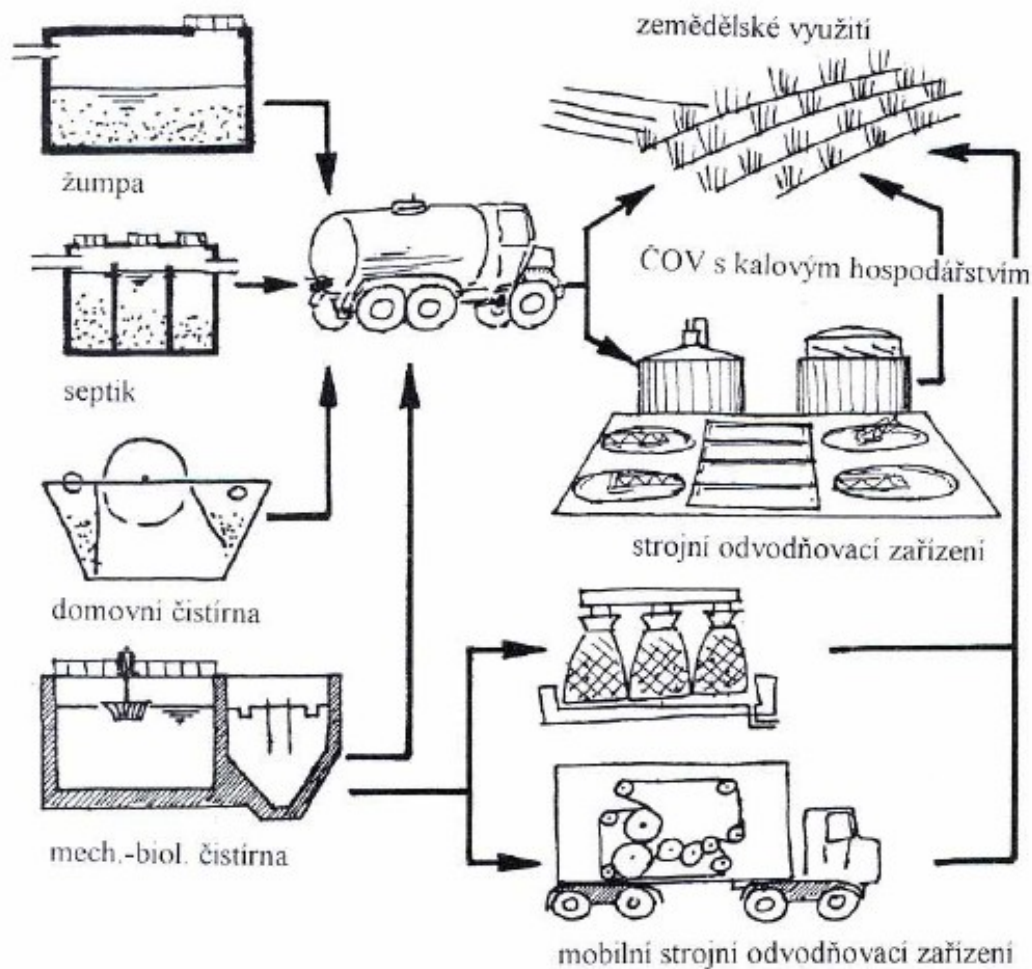 zemědělské využití
žumpa
septik
ČOV s kalovým hospodářstvím
strojní odvodňovací zařízení
domovní čistírna
mech.-biol. čistírna
mobilní strojní odvodňovací zařízení